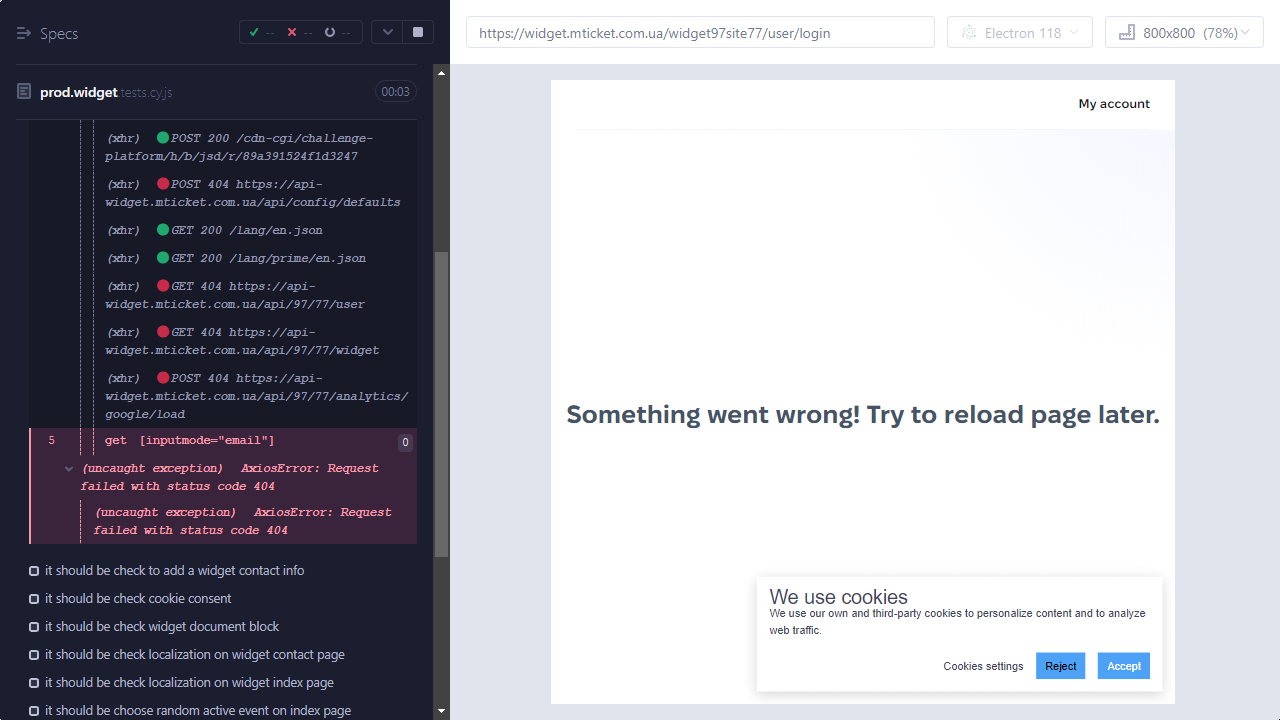 Specs
--
--
--
prod.widget.tests.cy.js
00:03
(xhr) POST 200 /cdn-cgi/challenge-
platform/h/b/jsd/r/89a391524f1d3247
(xhr) POST 404 https://api-
widget.mticket.com.ua/api/config/defaults
(xhr) GET 200 /lang/en.json
(xhr) GET 200 /lang/prime/en.json
(xhr) GET 404 https://api-
widget.mticket.com.ua/api/97/77/user
(xhr) GET 404 https://api-
widget.mticket.com.ua/api/97/77/widget
(xhr) POST 404 https://api-
widget.mticket.com.ua/api/97/77/analytics/
google/load
5 get [inputmode="email"] 0
(uncaught exception) AxiosError: Request
failed with status code 404
(uncaught exception) AxiosError: Request
failed with status code 404
it should be check to add a widget contact info
it should be check cookie consent
it should be check widget document block
it should be check localization on widget contact page
it should be check localization on widget index page
it should be choose random active event on index page
https://widget.mticket.com.ua/widget97site77/user/login
Electron 118
800x800 (78%)
My account
Something went wrong! Try to reload page later.
We use cookies
We use our own and third-party cookies to personalize content and to analyze
web traffic.
Cookies settings
Reject
Accept